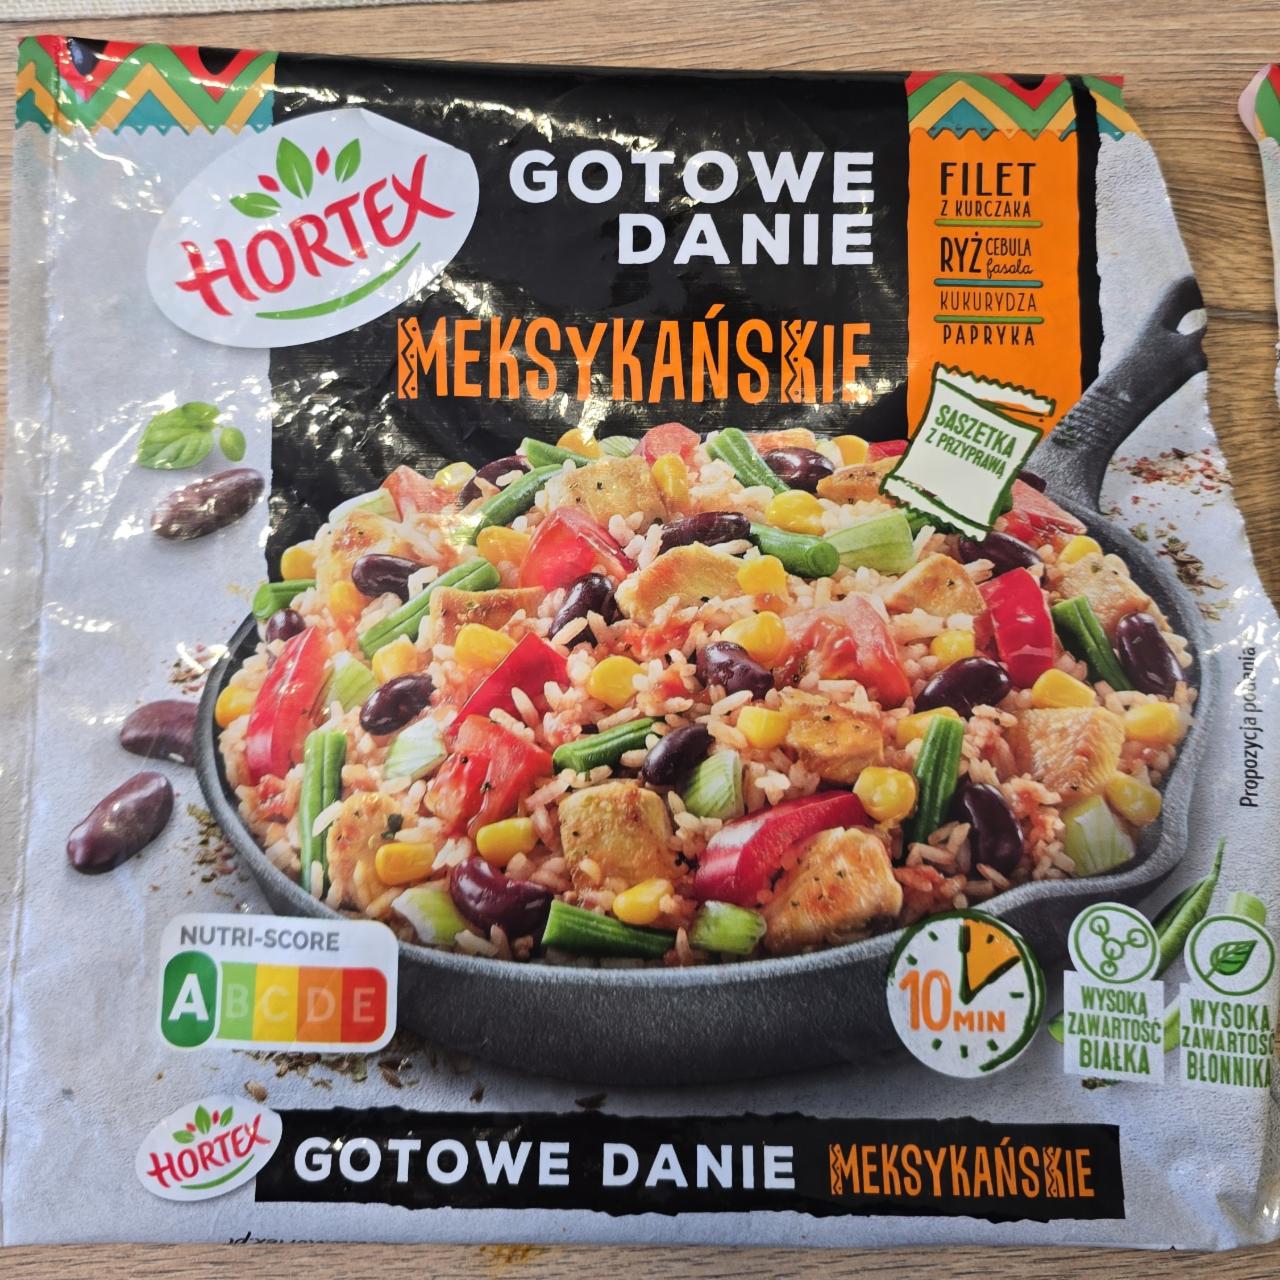 HORTEX
GOTOWE
DANIE
MEKSYKAŃSKIE
FILET
Z KURCZAKA
RYŻ CEBULA
fasola
KUKURYDZA
PAPRYKA
SASZETKA
Z PRZYPRAWĄ
Propozycja podania
NUTRI-SCORE
A B C D E
10 MIN
WYSOKA
ZAWARTOŚĆ
BIAŁKA
WYSOKA
ZAWARTOŚĆ
BŁONNIKA
HORTEX
GOTOWE DANIE MEKSYKAŃSKIE